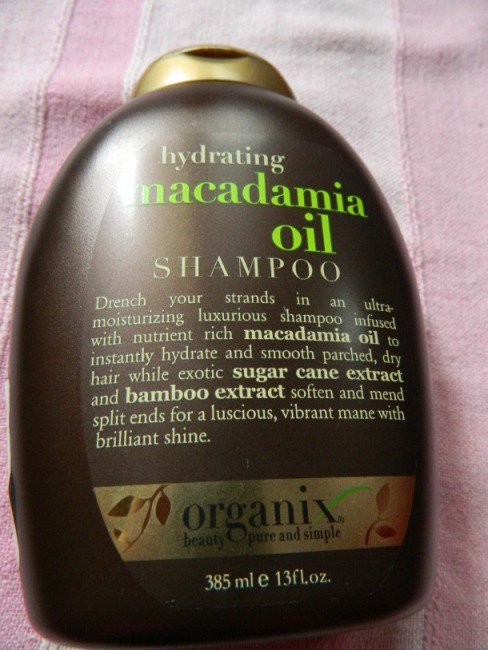 hydrating
macadamia
oil
SHAMPOO
Drench your strands in an ultra-
moisturizing luxurious shampoo infused
with nutrient rich macadamia oil to
instantly hydrate and smooth parched, dry
hair while exotic sugar cane extract
and bamboo extract soften and mend
split ends for a luscious, vibrant mane with
brilliant shine.
organix®
beauty pure and simple
385 ml e 13fl.oz.